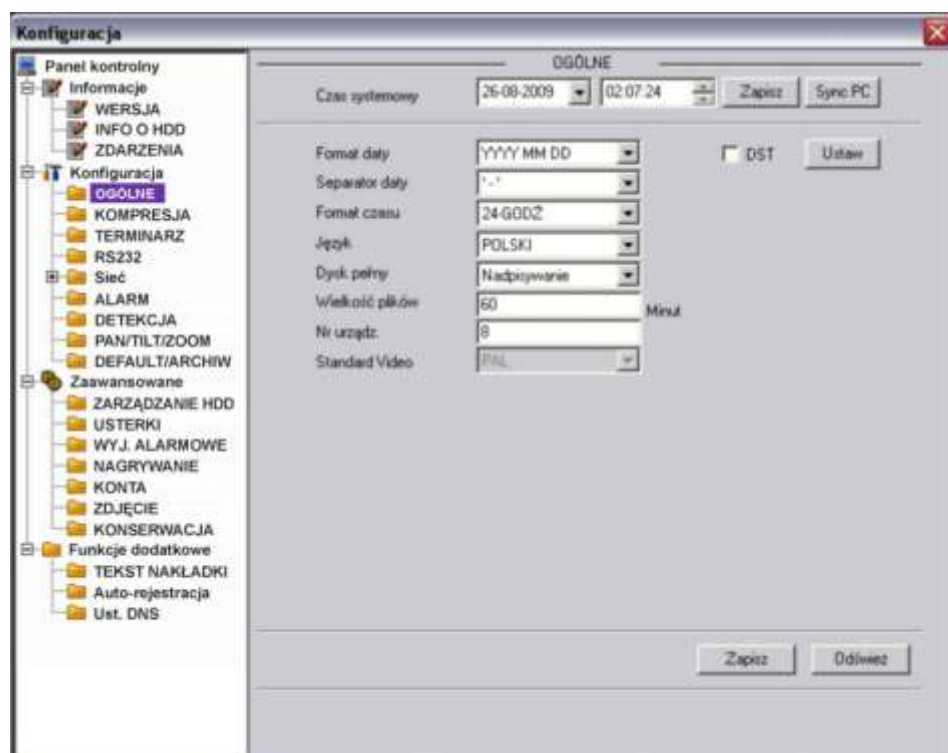 Konfiguracja
Panel kontrolny
Informacje
WERSJA
INFO O HDD
ZDARZENIA
Konfiguracja
OGÓLNE
KOMPRESJA
TERMINARZ
RS232
Sieć
ALARM
DETEKCJA
PAN/TILT/ZOOM
DEFAULT/ARCHIW
Zaawansowane
ZARZĄDZANIE HDD
USTERKI
WYJ. ALARMOWE
NAGRYWANIE
KONTA
ZDJĘCIE
KONSERWACJA
Funkcje dodatkowe
TEKST NAKŁADKI
Auto-rejestracja
Ust. DNS
OGÓLNE
Czas systemowy 26-08-2009 02:07:24 Zapisz Sync PC
Format daty YYYY MM DD DST Ustaw
Separator daty '-'
Format czasu 24-GODŹ
Język POLSKI
Dysk pełny Nadpisywanie
Wielkość plików 60 Minut
Nr urządz. 8
Standard Video PAL
Zapisz Odśwież